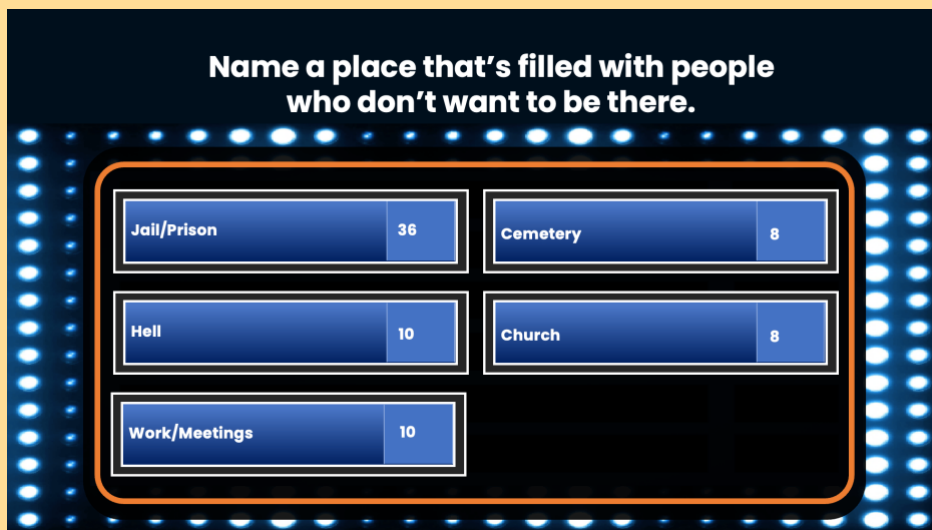 Name a place that's filled with people
who don't want to be there.
Jail/Prison 36
Hell 10
Work/Meetings 10
Cemetery 8
Church 8